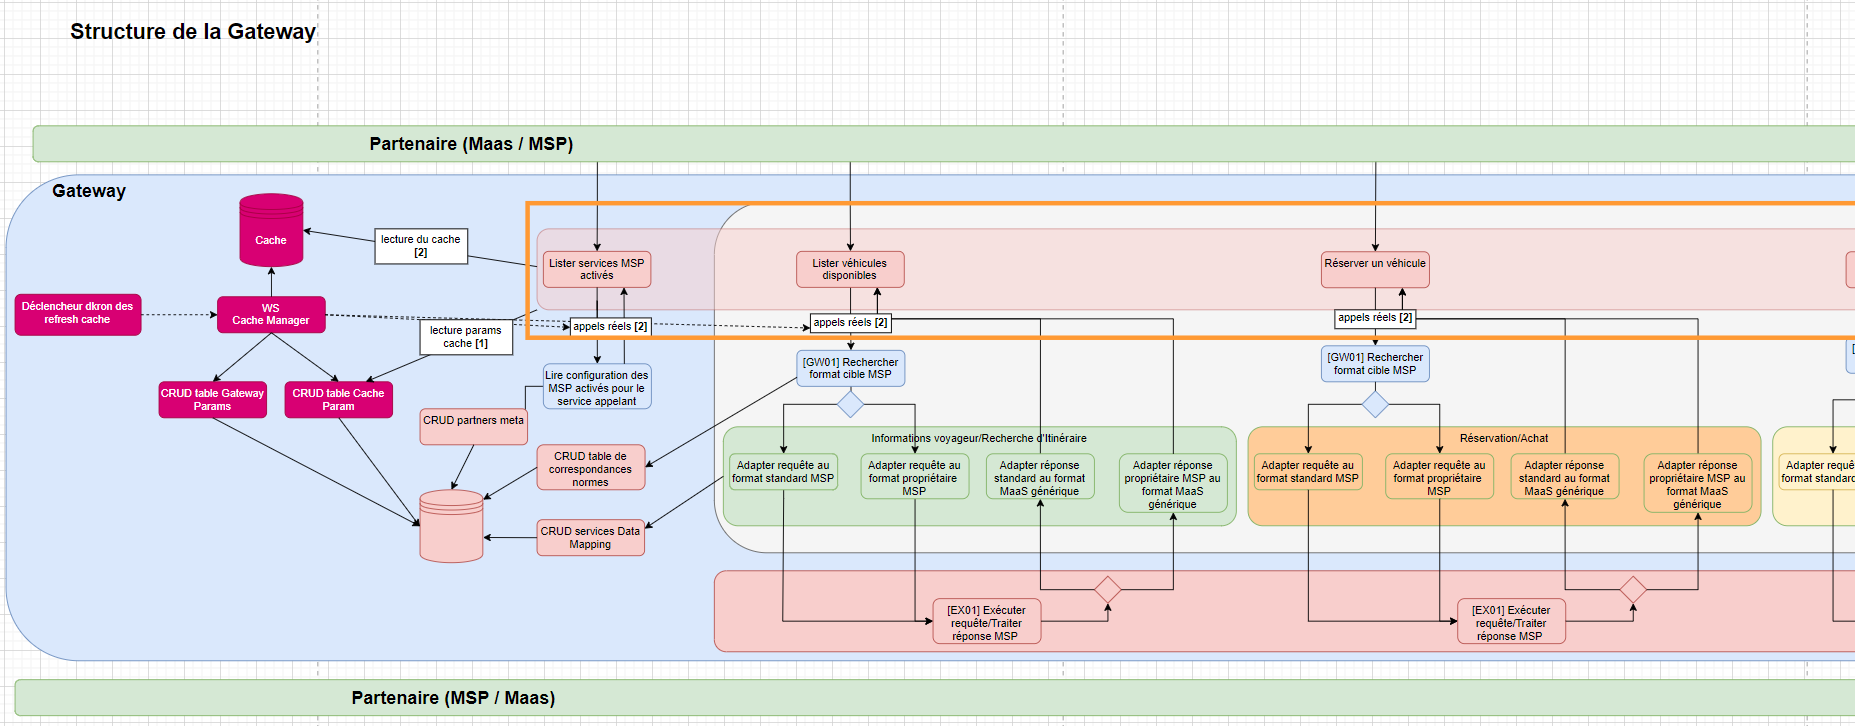 Structure de la Gateway
Partenaire (Maas / MSP)
Gateway
Cache
lecture du cache
[2]
Lister services MSP
activés
Lister véhicules
disponibles
Réserver un véhicule
Déclencheur dkron des
refresh cache
WS
Cache Manager
lecture params
cache [1]
appels réels [2]
appels réels [2]
appels réels [2]
[GW01] Rechercher
format cible MSP
[GW01] Rechercher
format cible MSP
[
Lire configuration des
MSP activés pour le
service appelant
CRUD table Gateway
Params
CRUD table Cache
Param
CRUD partners meta
CRUD table de
correspondances
normes
CRUD services Data
Mapping
Informations voyageur/Recherche d'Itinéraire
Adapter requête au
format standard MSP
Adapter requête au
format propriétaire
MSP
Adapter réponse
standard au format
MaaS générique
Adapter réponse
propriétaire MSP au
format MaaS
générique
Réservation/Achat
Adapter requête au
format standard MSP
Adapter requête au
format propriétaire
MSP
Adapter réponse
standard au format
MaaS générique
Adapter réponse
propriétaire MSP au
format MaaS
générique
Adapter requê
format standard
[EX01] Exécuter
requête/Traiter
réponse MSP
[EX01] Exécuter
requête/Traiter
réponse MSP
Partenaire (MSP / Maas)